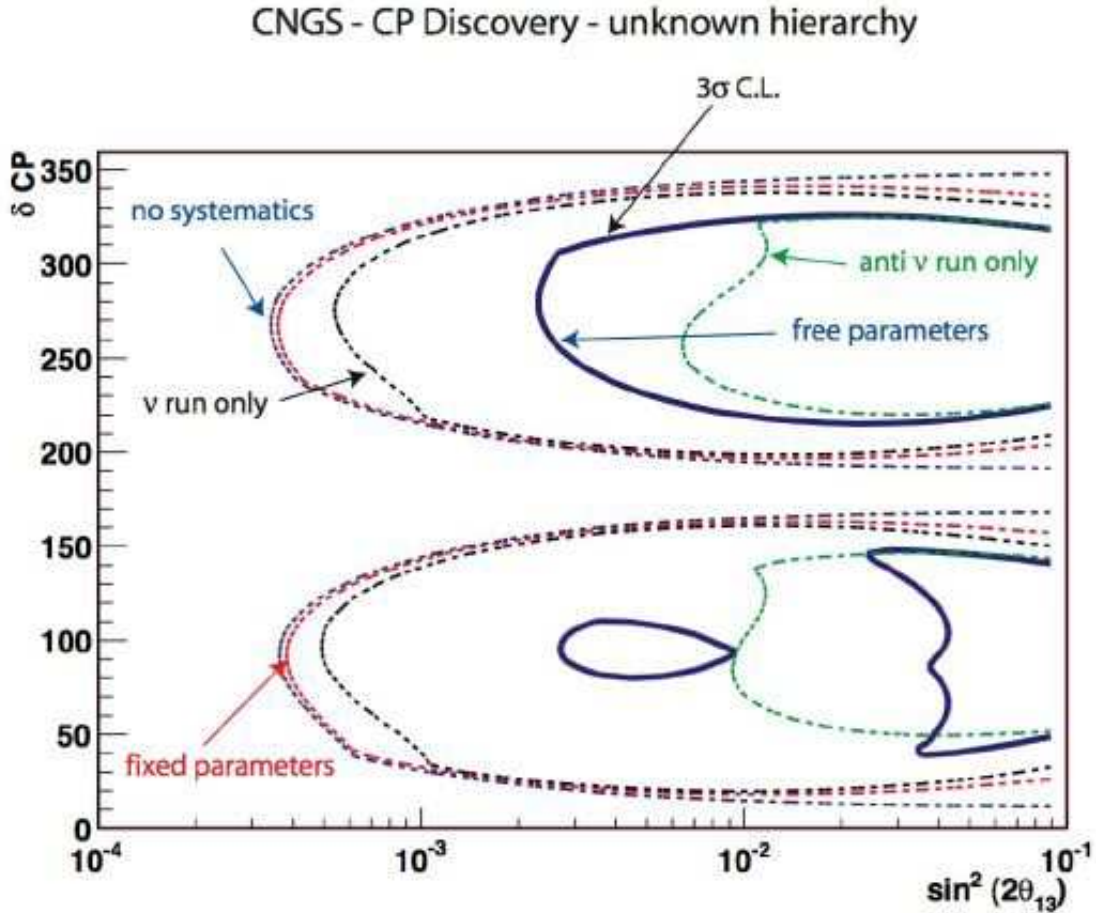 CNGS - CP Discovery - unknown hierarchy
3σ C.L.
δ CP
350
300
250
200
150
100
50
0
no systematics
anti ν run only
free parameters
ν run only
fixed parameters
10⁻⁴
10⁻³
10⁻²
10⁻¹
sin² (2θ₁₃)